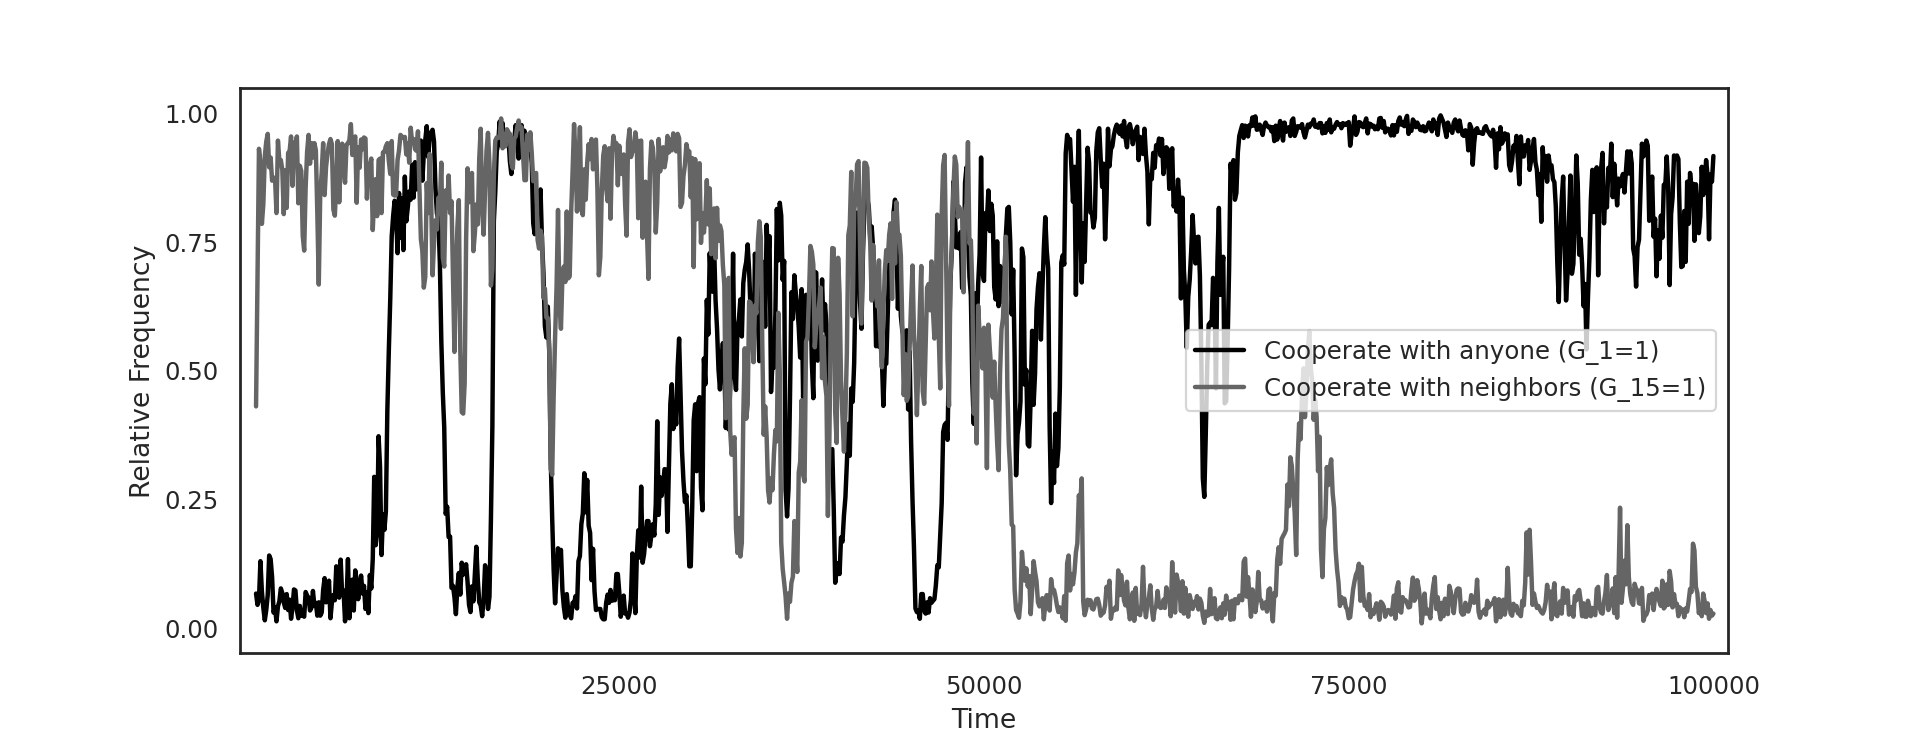 1.00
0.75
0.50
0.25
0.00
Relative Frequency
Cooperate with anyone (G_1=1)
Cooperate with neighbors (G_15=1)
25000
50000
75000
100000
Time